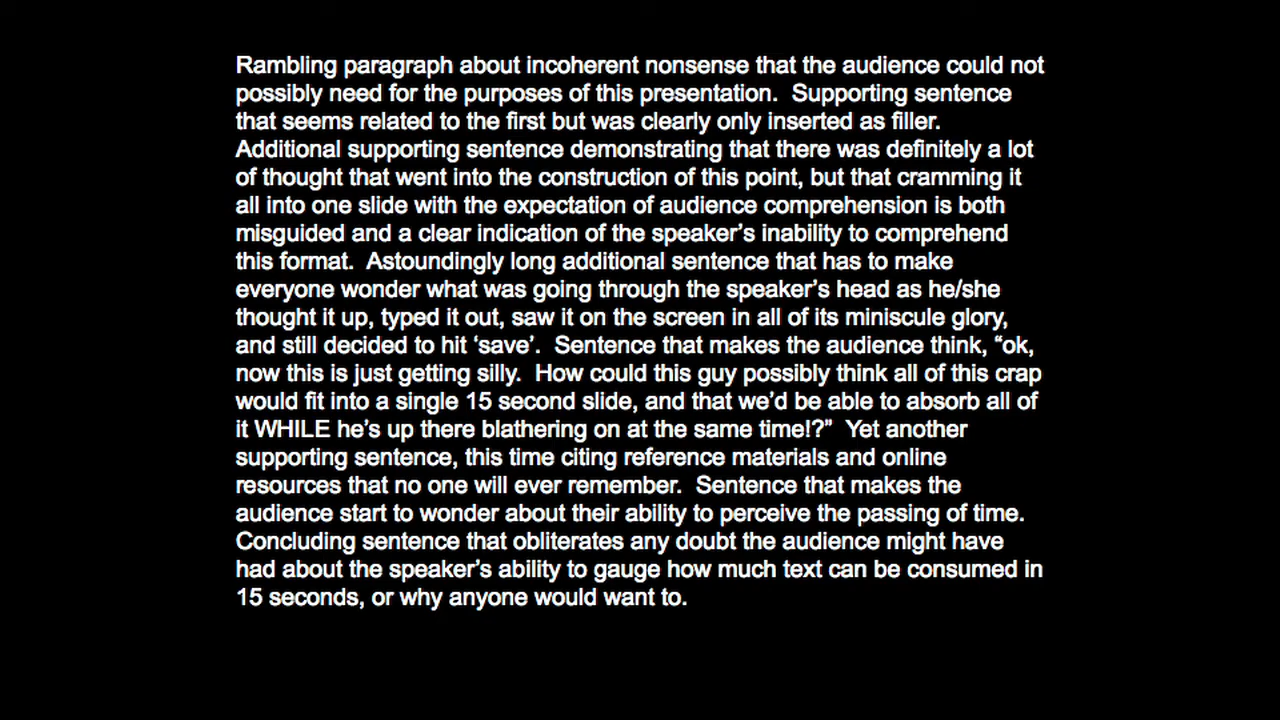 Rambling paragraph about incoherent nonsense that the audience could not
possibly need for the purposes of this presentation.  Supporting sentence
that seems related to the first but was clearly only inserted as filler.
Additional supporting sentence demonstrating that there was definitely a lot
of thought that went into the construction of this point, but that cramming it
all into one slide with the expectation of audience comprehension is both
misguided and a clear indication of the speaker’s inability to comprehend
this format.  Astoundingly long additional sentence that has to make
everyone wonder what was going through the speaker’s head as he/she
thought it up, typed it out, saw it on the screen in all of its miniscule glory,
and still decided to hit ‘save’.  Sentence that makes the audience think, “ok,
now this is just getting silly.  How could this guy possibly think all of this crap
would fit into a single 15 second slide, and that we’d be able to absorb all of
it WHILE he’s up there blathering on at the same time!?”  Yet another
supporting sentence, this time citing reference materials and online
resources that no one will ever remember.  Sentence that makes the
audience start to wonder about their ability to perceive the passing of time.
Concluding sentence that obliterates any doubt the audience might have
had about the speaker’s ability to gauge how much text can be consumed in
15 seconds, or why anyone would want to.